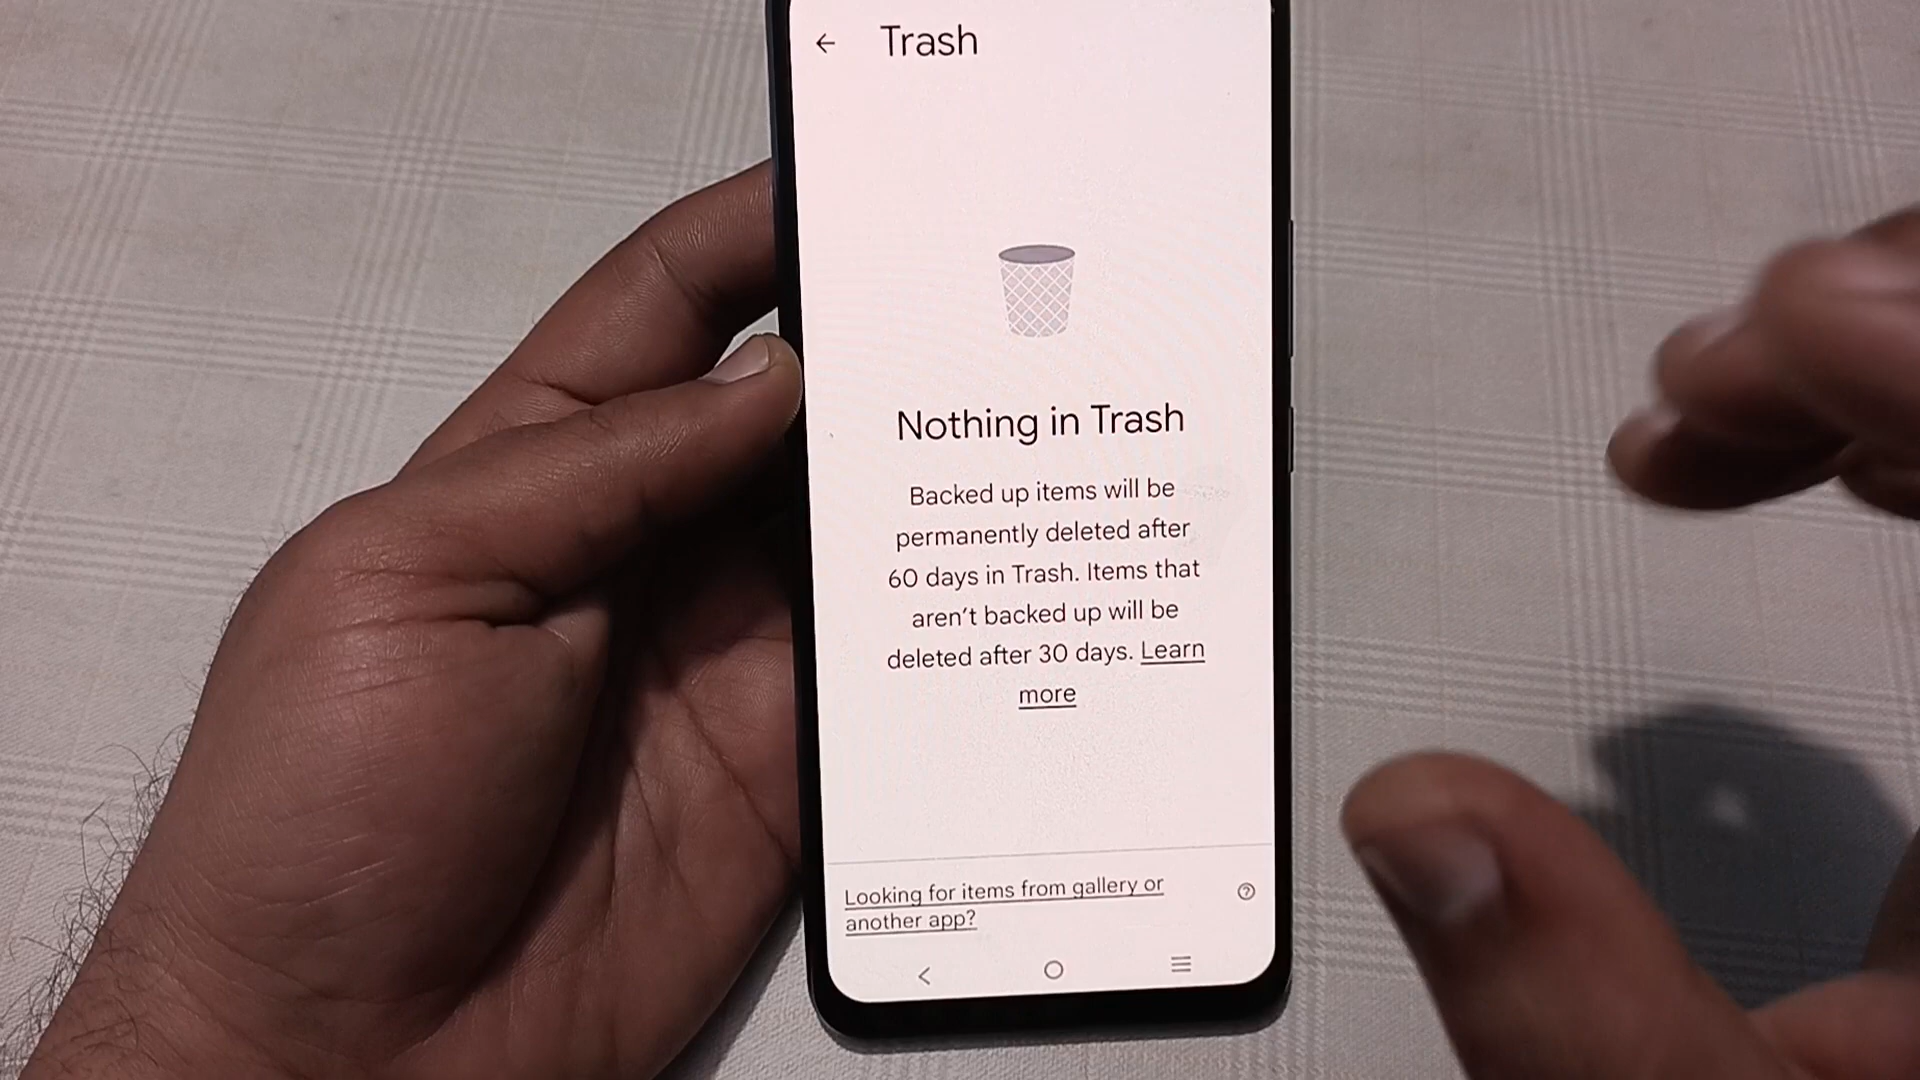 Trash
Nothing in Trash
Backed up items will be
permanently deleted after
60 days in Trash. Items that
aren’t backed up will be
deleted after 30 days. Learn
more
Looking for items from gallery or
another app?